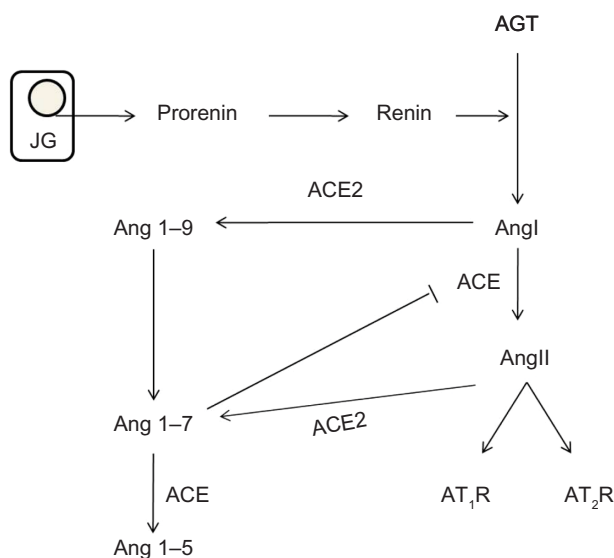 AGT
Prorenin
Renin
JG
ACE2
Ang 1–9
AngI
ACE
AngII
Ang 1–7
ACE2
ACE
AT₁R
AT₂R
Ang 1–5